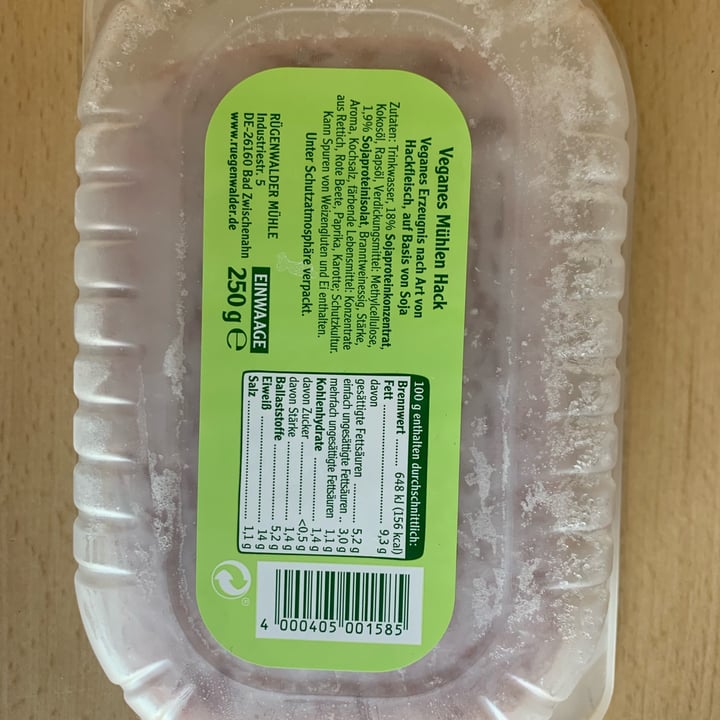 Veganes Mühlen Hack
Veganes Erzeugnis nach Art von
Hackfleisch, auf Basis von Soja
Zutaten: Trinkwasser, 18% Sojaproteinkonzentrat,
Kokosöl, Rapsöl, Verdickungsmittel: Methylcellulose,
1,9% Sojaproteinisolat, Branntweinessig, Stärke,
Aroma, Kochsalz, färbende Lebensmittel: Konzentrate
aus Rettich, Rote Beete, Paprika, Karotte; Schutzkultur.
Kann Spuren von Weizengluten und Ei enthalten.
Unter Schutzatmosphäre verpackt.
RÜGENWALDER MÜHLE
Industriestr. 5
DE-26160 Bad Zwischenahn
www.ruegenwalder.de
EINWAAGE
250 g ℮
100 g enthalten durchschnittlich:
Brennwert 648 kJ (156 kcal)
Fett 9,3 g
davon
gesättigte Fettsäuren 5,2 g
einfach ungesättigte Fettsäuren 3,0 g
mehrfach ungesättigte Fettsäuren 1,1 g
Kohlenhydrate 1,4 g
davon Zucker <0,5 g
davon Stärke 1,4 g
Ballaststoffe 5,2 g
Eiweiß 14 g
Salz 1,1 g
4 000405 001585